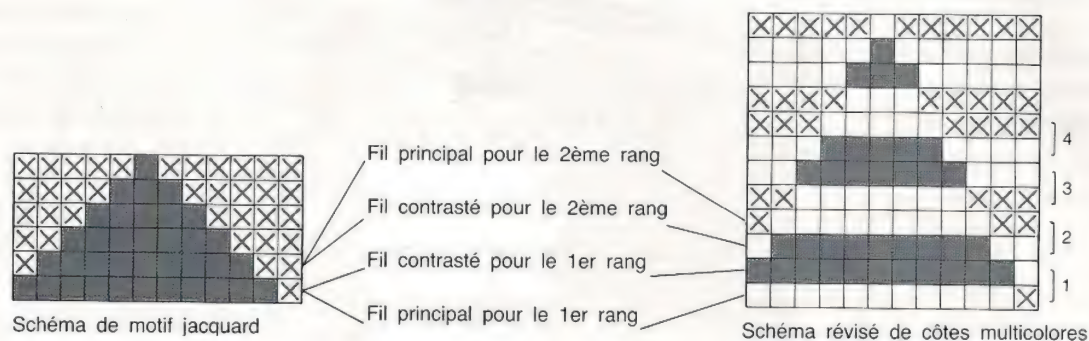 Fil principal pour le 2ème rang
Fil contrasté pour le 2ème rang
Fil contrasté pour le 1er rang
Fil principal pour le 1er rang
Schéma de motif jacquard
4
3
2
1
Schéma révisé de côtes multicolores